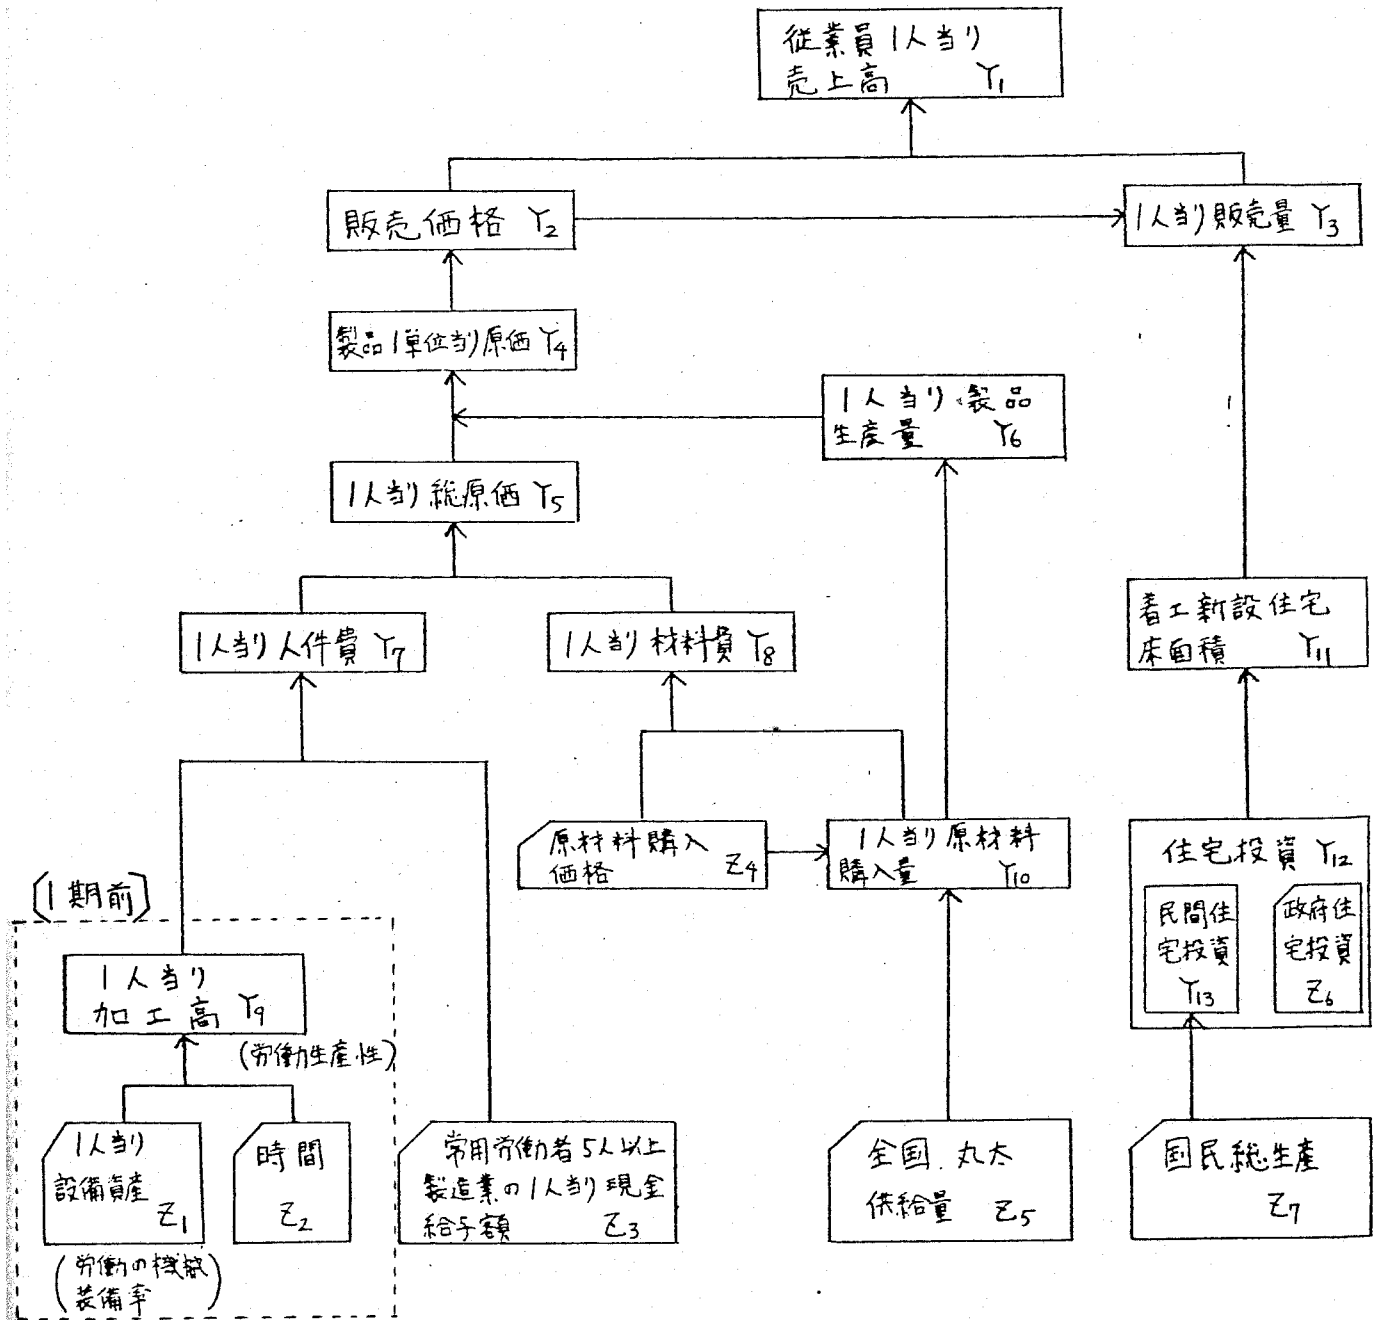 従業員1人当り
売上高 Y1
販売価格 Y2
1人当り販売量 Y3
製品1単位当り原価 Y4
1人当り製品
生産量 Y6
1人当り総原価 Y5
1人当り人件費 Y7
1人当り材料費 Y8
着工新設住宅
床面積 Y11
原材料購入
価格 Z4
1人当り原材料
購入量 Y10
住宅投資 Y12
民間住
宅投資
Y13
政府住
宅投資
Z6
〔1期前〕
1人当り
加工高 Y9
(労働生産性)
1人当り
設備資産
Z1
(労働の機械
装備率)
時間
Z2
常用労働者5人以上
製造業の1人当り現金
給与額 Z3
全国丸太
供給量 Z5
国民総生産
Z7